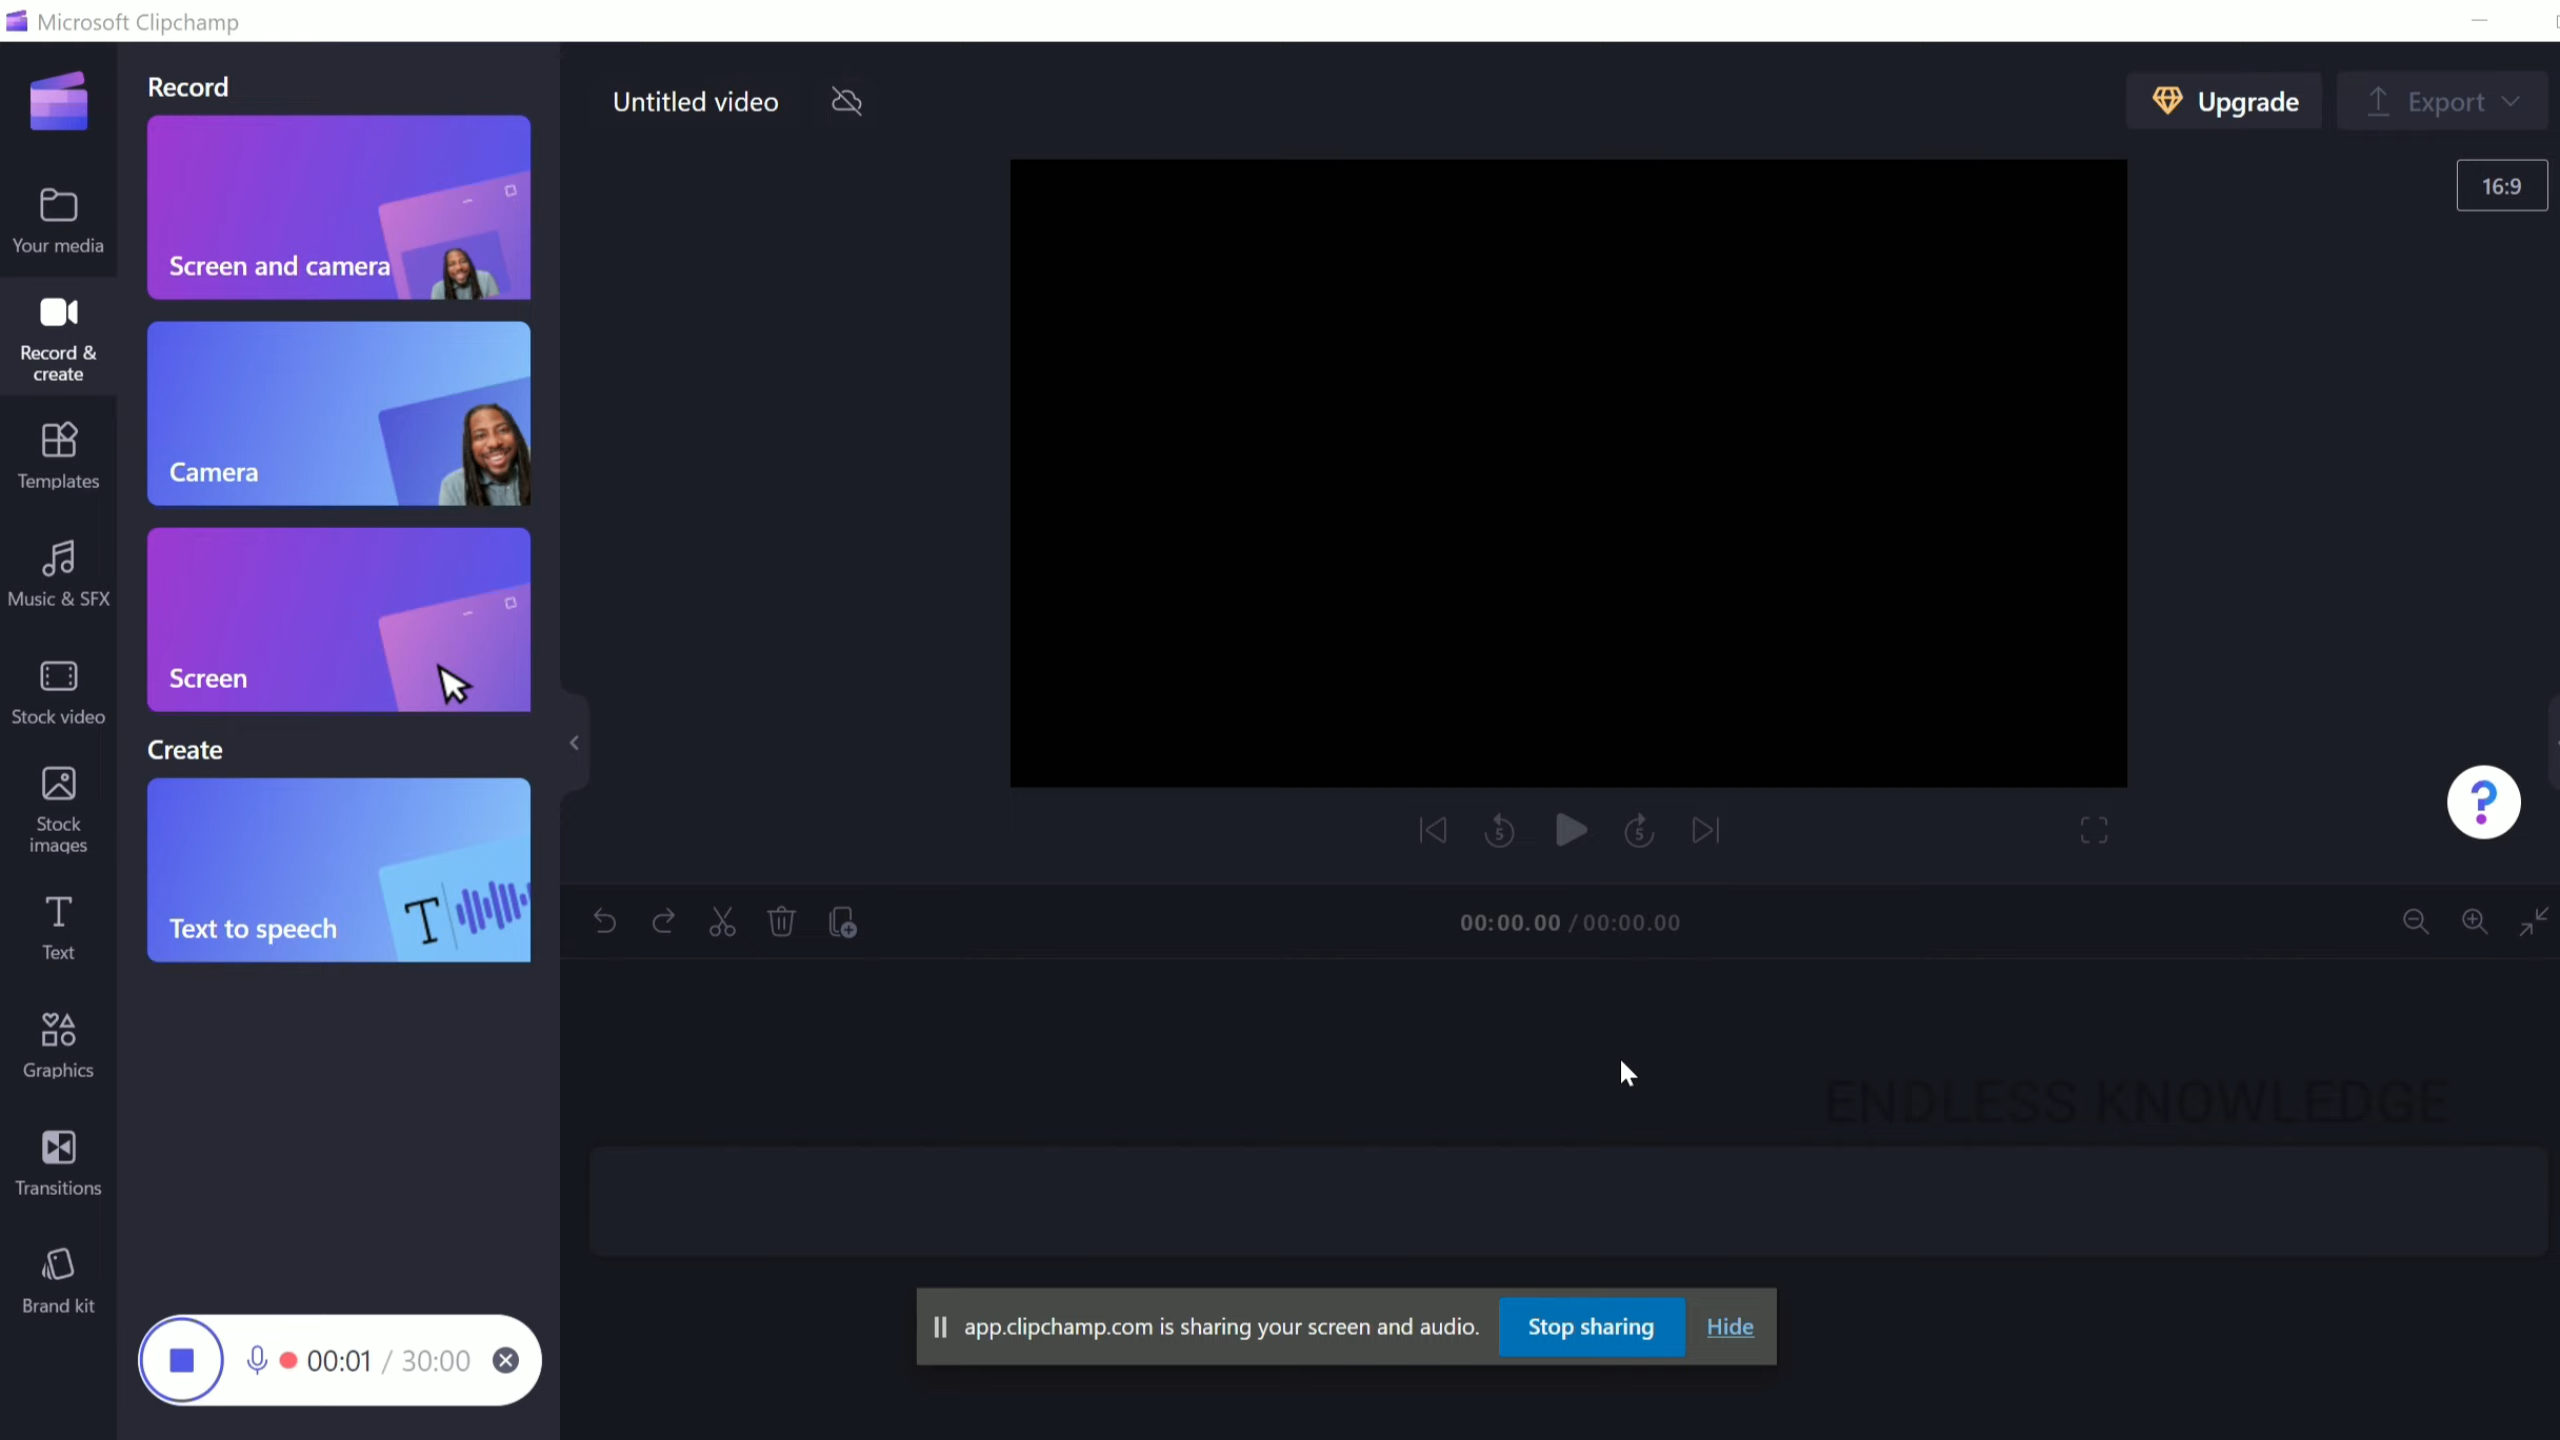 Microsoft Clipchamp
Record
Screen and camera
Camera
Screen
Create
Text to speech
Your media
Record &
create
Templates
Music & SFX
Stock video
Stock
images
Text
Graphics
Transitions
Brand kit
00:01 / 30:00
Untitled video
Upgrade
Export
16:9
5
5
?
00:00.00 / 00:00.00
ENDLESS KNOWLEDGE
app.clipchamp.com is sharing your screen and audio.
Stop sharing
Hide
T